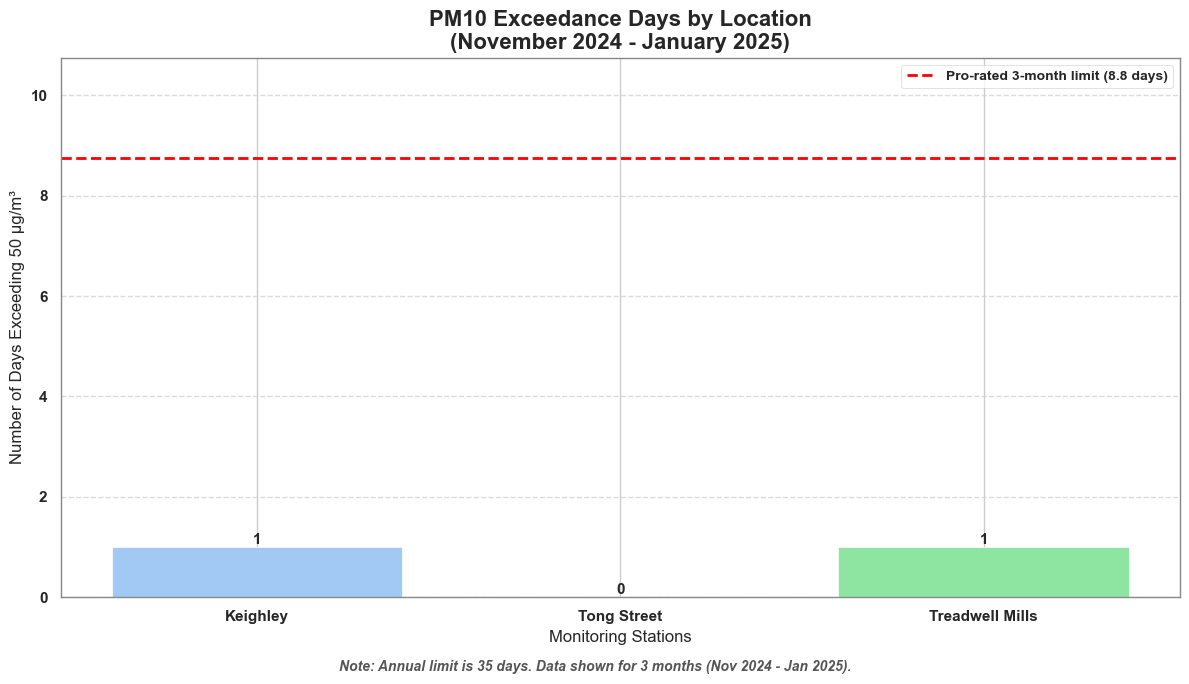 PM10 Exceedance Days by Location
(November 2024 - January 2025)
Pro-rated 3-month limit (8.8 days)
Number of Days Exceeding 50 µg/m³
10
8
6
4
2
0
1
0
1
Keighley
Tong Street
Treadwell Mills
Monitoring Stations
Note: Annual limit is 35 days. Data shown for 3 months (Nov 2024 - Jan 2025).